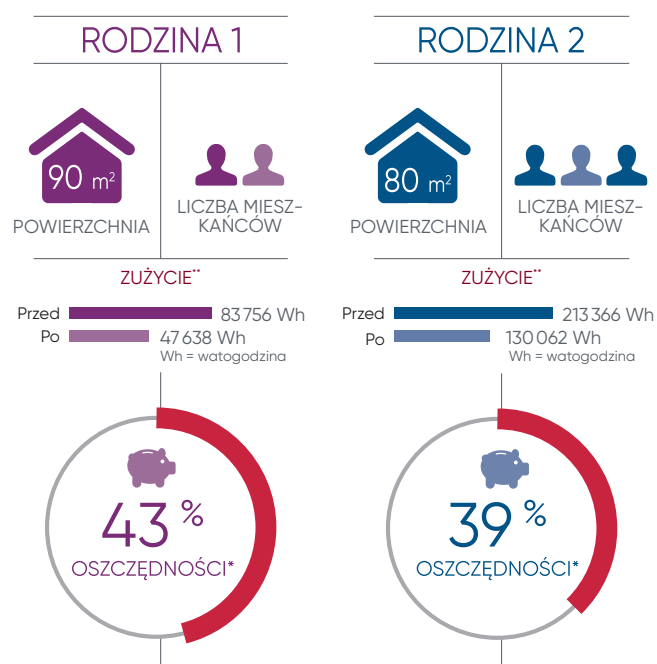 RODZINA 1
90 m²
POWIERZCHNIA
LICZBA MIESZ-
KAŃCÓW
ZUŻYCIE**
Przed 83 756 Wh
Po 47 638 Wh
Wh = watogodzina
43 %
OSZCZĘDNOŚCI*
RODZINA 2
80 m²
POWIERZCHNIA
LICZBA MIESZ-
KAŃCÓW
ZUŻYCIE**
Przed 213 366 Wh
Po 130 062 Wh
Wh = watogodzina
39 %
OSZCZĘDNOŚCI*